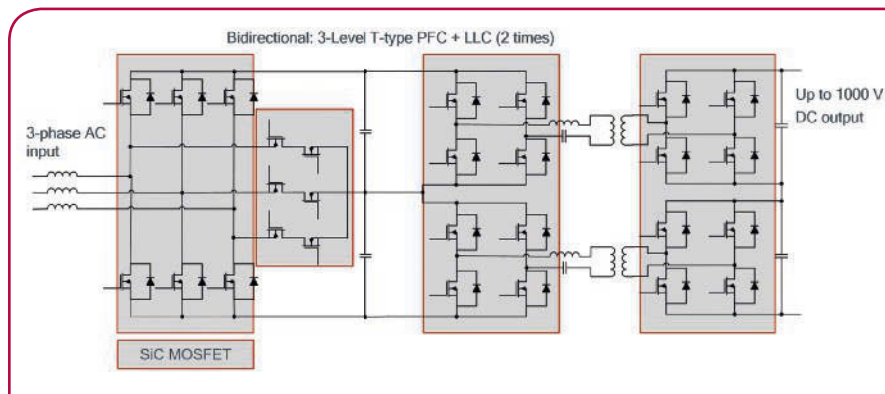 Bidirectional: 3-Level T-type PFC + LLC (2 times)
3-phase AC
input
Up to 1000 V
DC output
SiC MOSFET